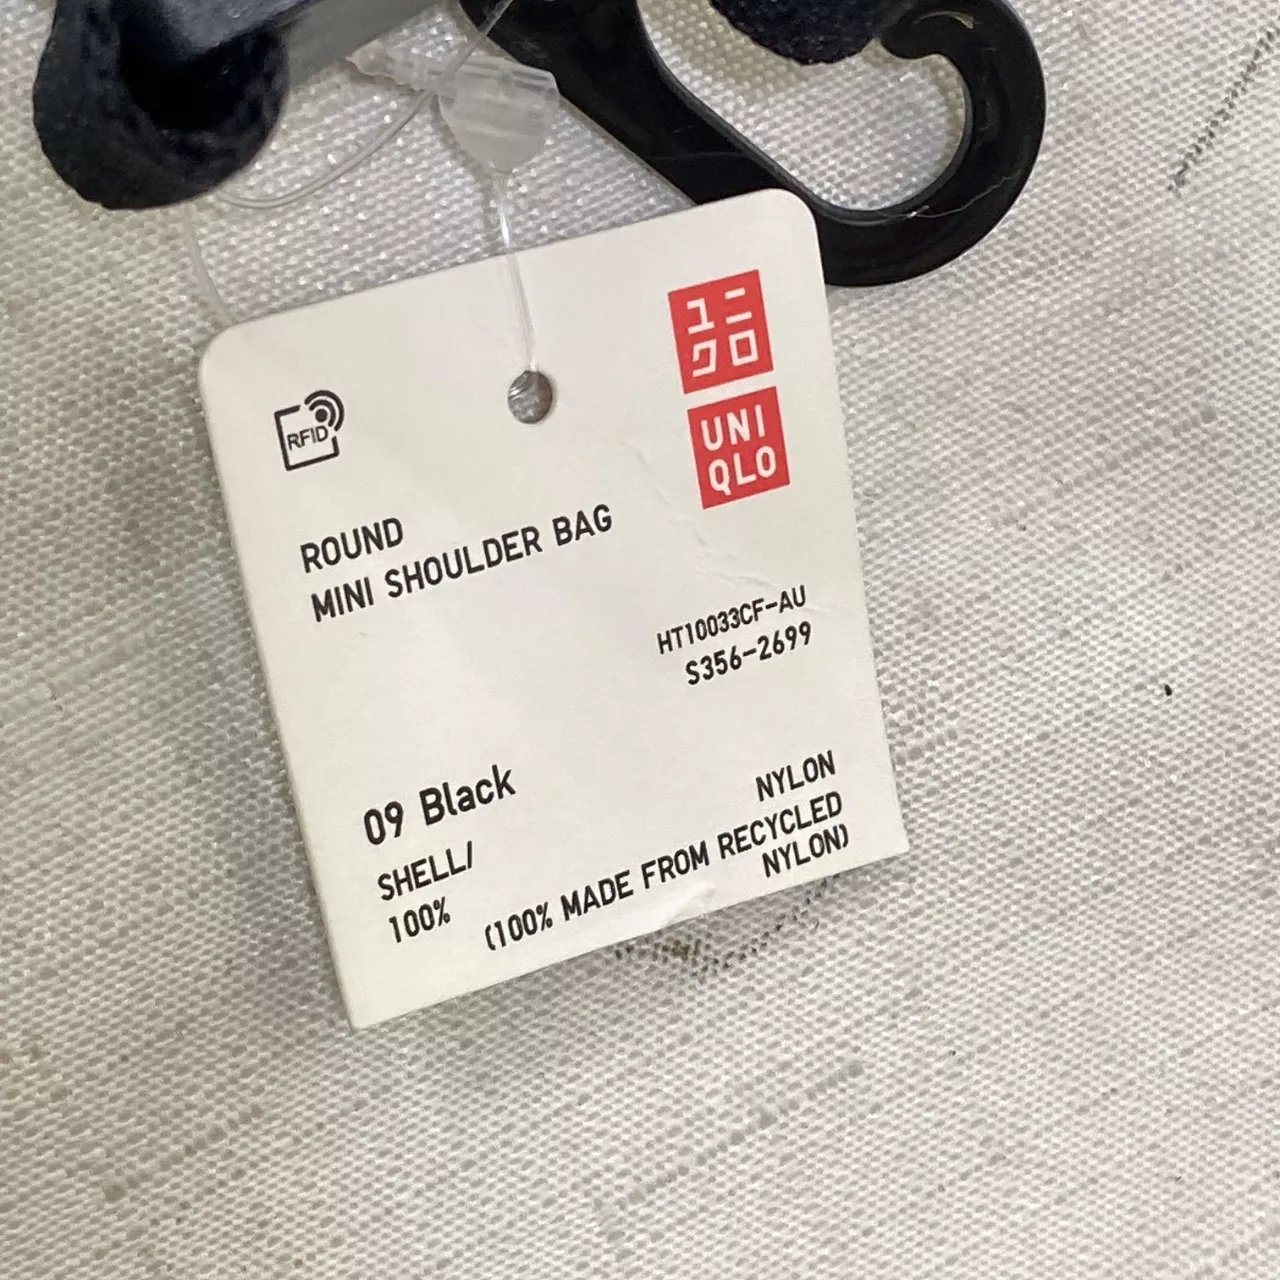 ユニ
クロ
UNI
QLO
RFID
ROUND
MINI SHOULDER BAG
HT10033CF-AU
S356-2699
09 Black
SHELL/
100%
NYLON
(100% MADE FROM RECYCLED
NYLON)